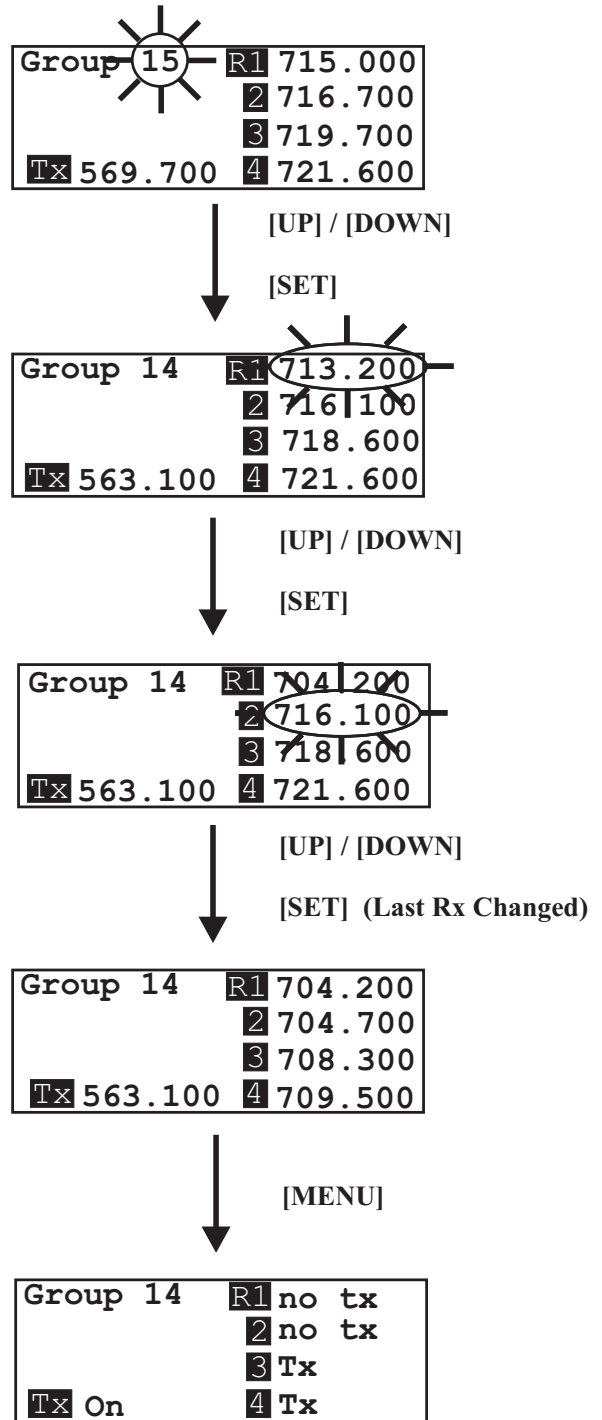 Group 15 R1 715.000
2 716.700
3 719.700
Tx 569.700 4 721.600
[UP] / [DOWN]
[SET]
Group 14 R1 713.200
2 716.100
3 718.600
Tx 563.100 4 721.600
[UP] / [DOWN]
[SET]
Group 14 R1 704.200
2 716.100
3 718.600
Tx 563.100 4 721.600
[UP] / [DOWN]
[SET] (Last Rx Changed)
Group 14 R1 704.200
2 704.700
3 708.300
Tx 563.100 4 709.500
[MENU]
Group 14 R1 no tx
2 no tx
3 Tx
Tx On 4 Tx